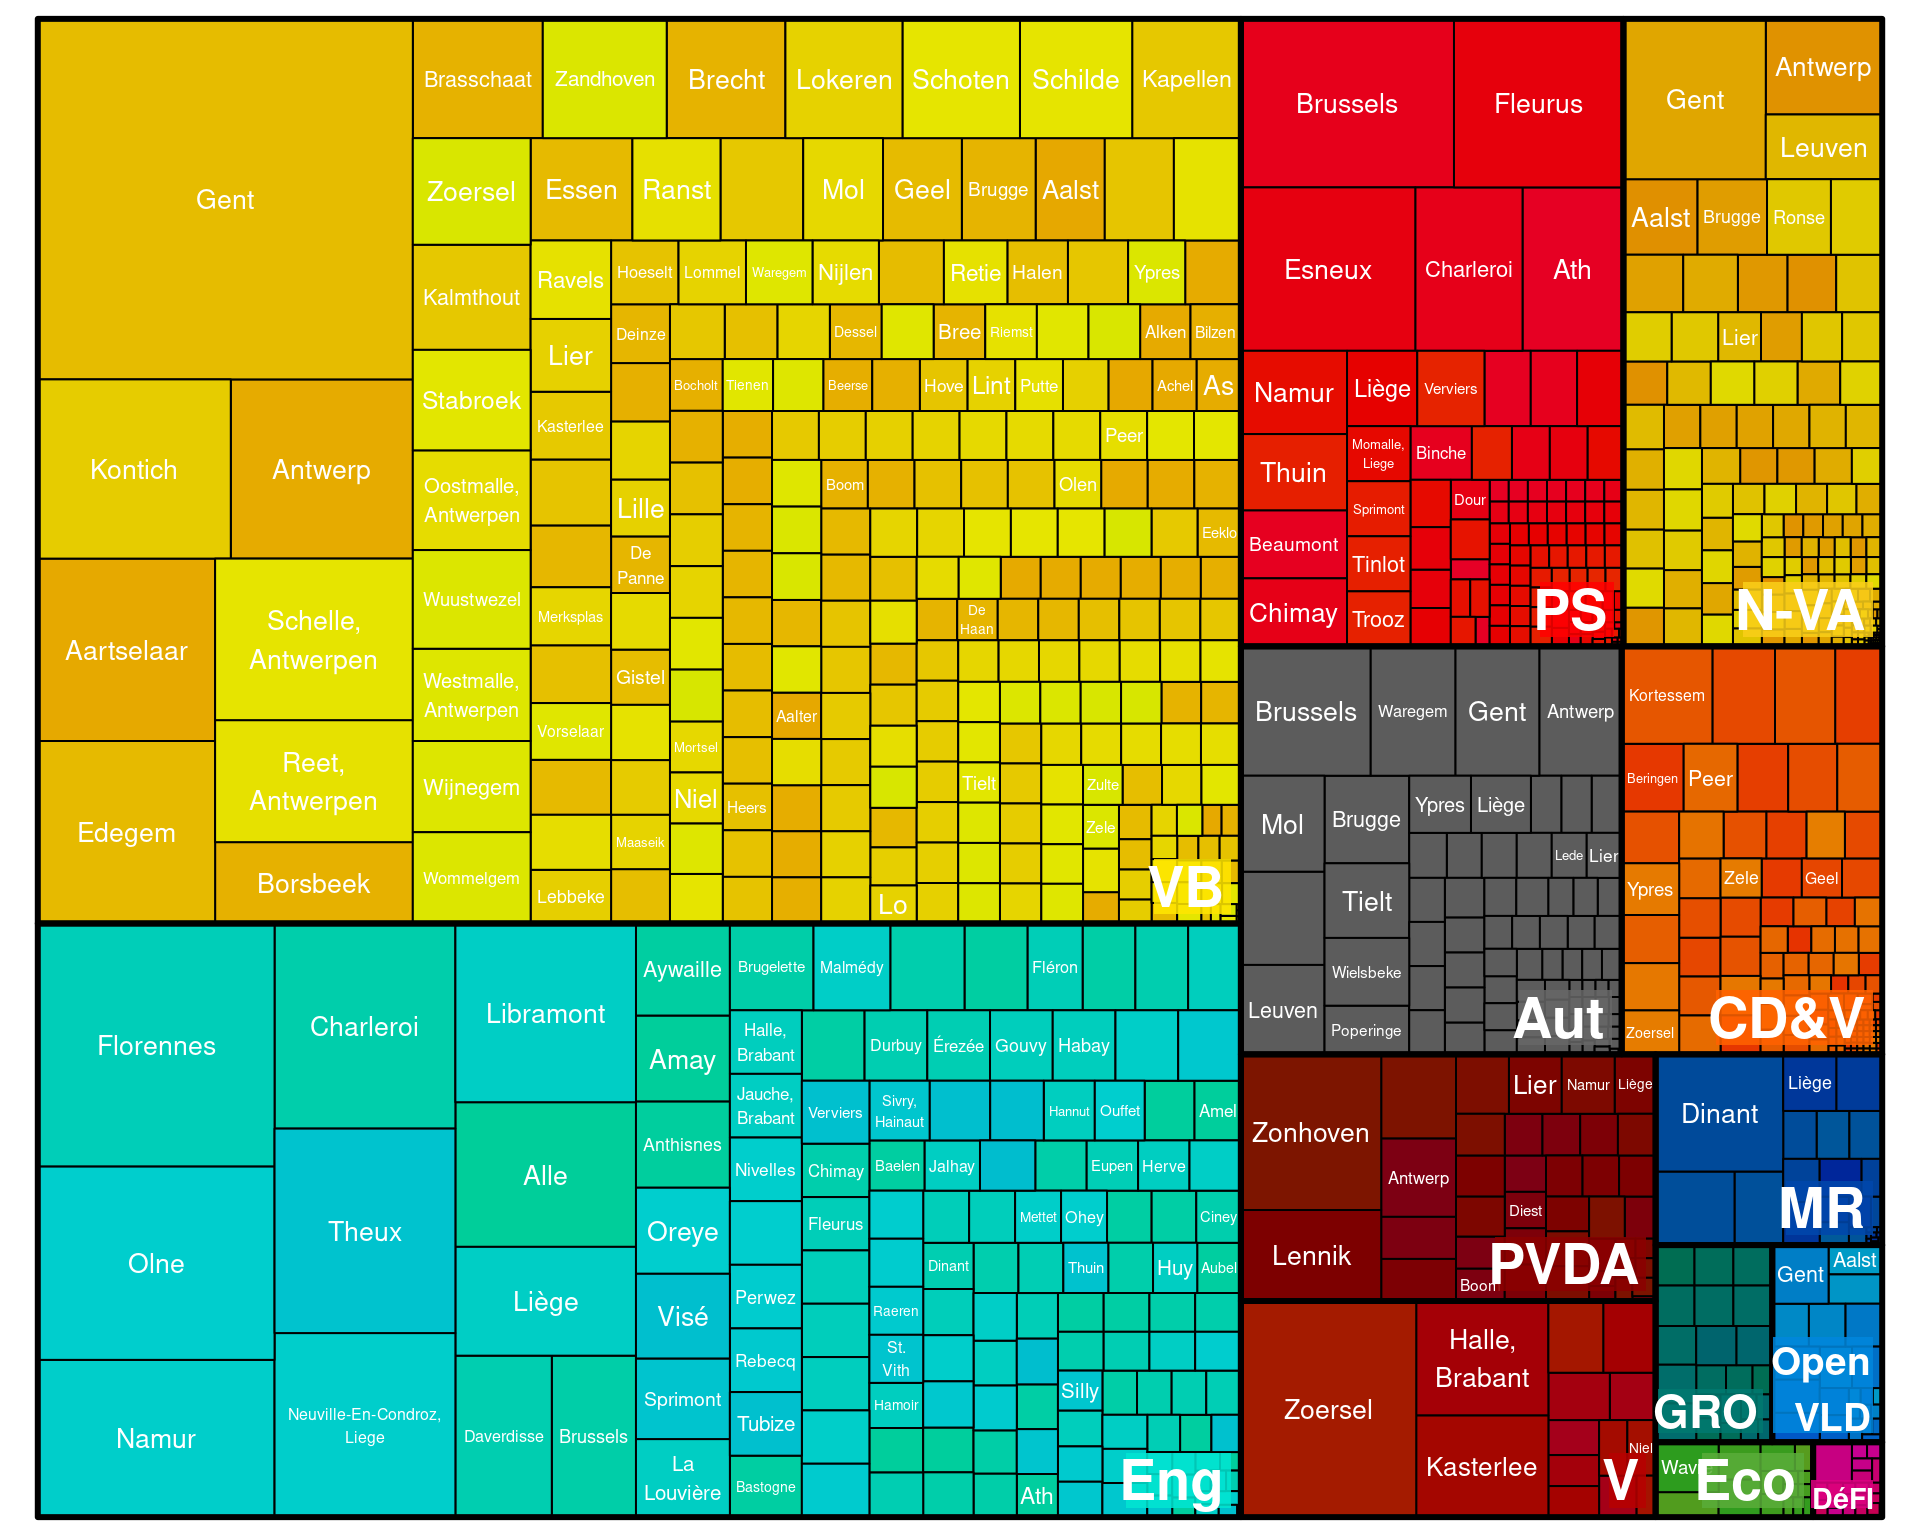 Gent
Kontich
Antwerp
Aartselaar
Schelle,
Antwerpen
Reet,
Antwerpen
Edegem
Borsbeek
Brasschaat
Zandhoven
Brecht
Lokeren
Schoten
Schilde
Kapellen
Zoersel
Essen
Ranst
Mol
Geel
Brugge
Aalst
Kalmthout
Stabroek
Oostmalle,
Antwerpen
Wuustwezel
Westmalle,
Antwerpen
Wijnegem
Wommelgem
Ravels
Lier
Kasterlee
Merksplas
Vorselaar
Lebbeke
Hoeselt
Lommel
Waregem
Nijlen
Retie
Halen
Ypres
Deinze
Lille
De
Panne
Gistel
Maaseik
Dessel
Bree
Riemst
Alken
Bilzen
Bocholt
Tienen
Beerse
Hove
Lint
Putte
Achel
As
Mortsel
Niel
Heers
Peer
Boom
Olen
Eeklo
De
Haan
Aalter
Tielt
Zulte
Zele
Lo
VB
Florennes
Olne
Namur
Charleroi
Theux
Neuville-En-Condroz,
Liege
Libramont
Alle
Liège
Daverdisse
Brussels
Aywaille
Amay
Anthisnes
Oreye
Visé
Sprimont
La
Louvière
Brugelette
Malmédy
Fléron
Halle,
Brabant
Jauche,
Brabant
Nivelles
Perwez
Rebecq
Tubize
Bastogne
Durbuy
Érezée
Gouvy
Habay
Verviers
Chimay
Fleurus
Sivry,
Hainaut
Hannut
Ouffet
Amel
Baelen
Jalhay
Eupen
Herve
Mettet
Ohey
Ciney
Dinant
Thuin
Huy
Aubel
Raeren
St.
Vith
Hamoir
Silly
Ath
Eng
Brussels
Fleurus
Esneux
Charleroi
Ath
Namur
Thuin
Beaumont
Chimay
Liège
Verviers
Momalle,
Liege
Binche
Sprimont
Dour
Tinlot
Trooz
PS
Gent
Antwerp
Leuven
Aalst
Brugge
Ronse
Lier
N-VA
Brussels
Waregem
Gent
Antwerp
Mol
Brugge
Ypres
Liège
Lede
Lier
Tielt
Wielsbeke
Leuven
Poperinge
Aut
Kortessem
Beringen
Peer
Ypres
Zele
Geel
Zoersel
CD&V
Zonhoven
Lennik
Antwerp
Lier
Namur
Liège
Diest
Boom
PVDA
Dinant
Liège
MR
Zoersel
Halle,
Brabant
Kasterlee
Niel
V
GRO
Gent
Aalst
Open
VLD
Eco
DéFI